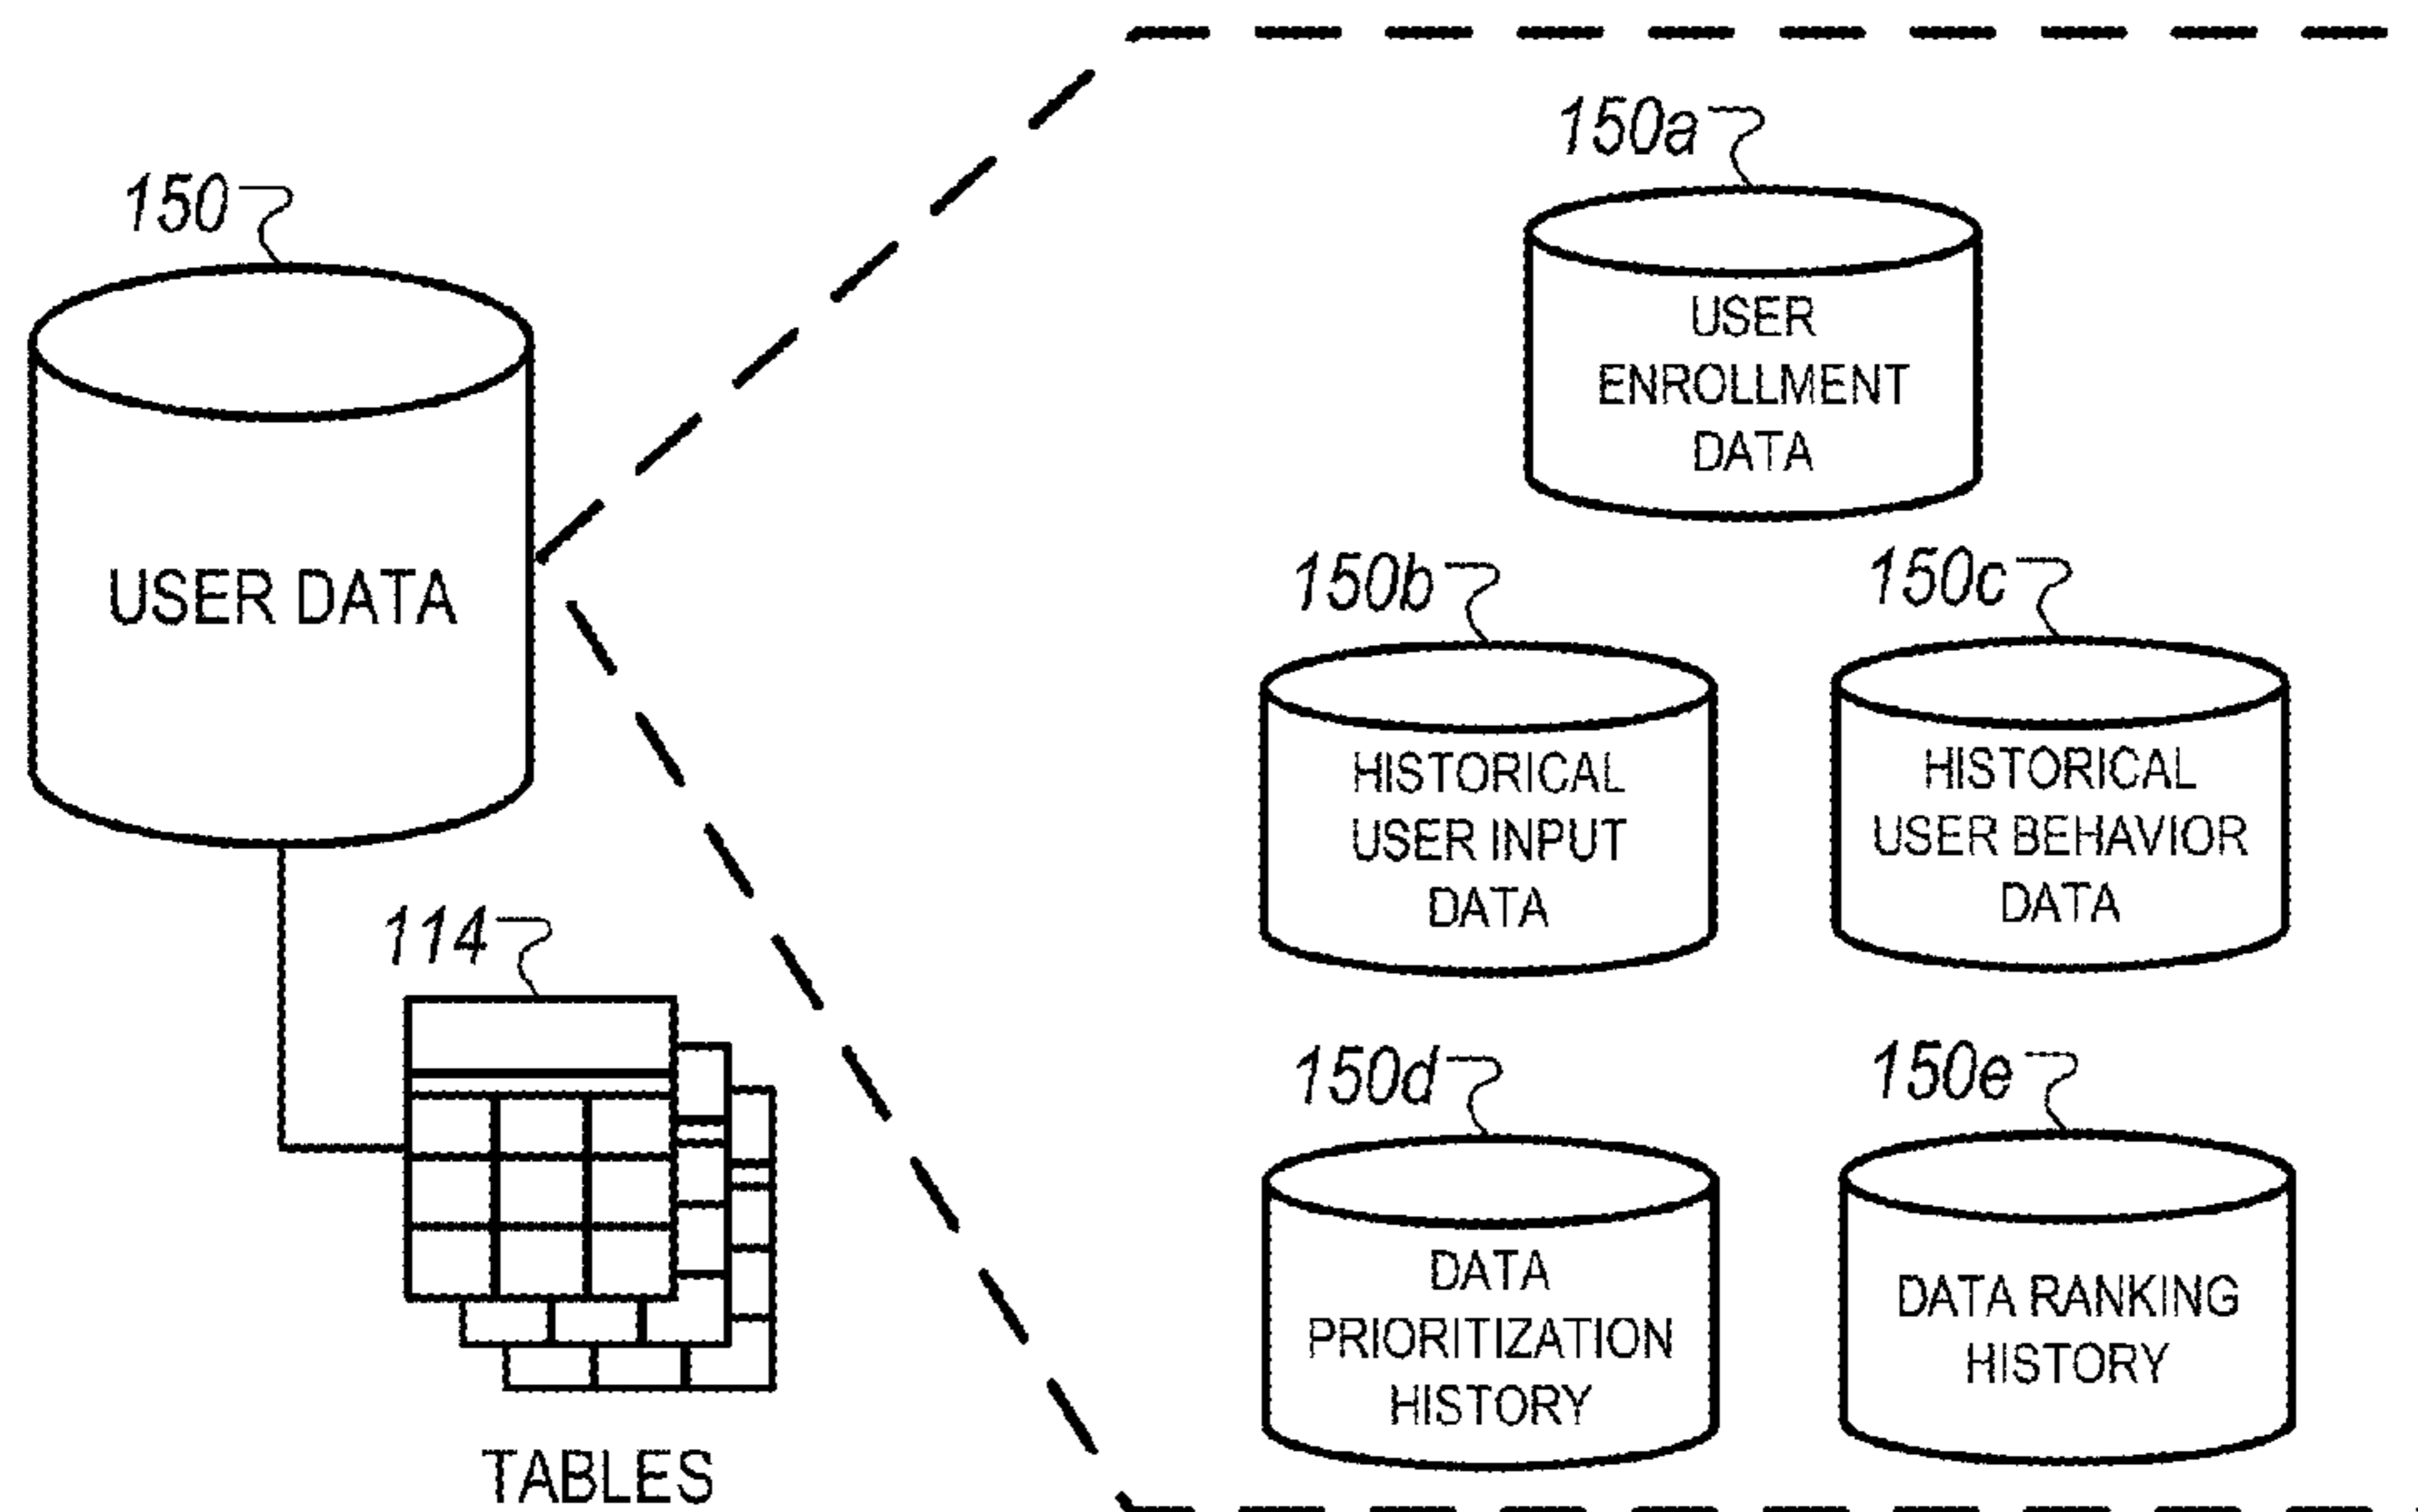 150
USER DATA
114
TABLES
150a
USER
ENROLLMENT
DATA
150b
HISTORICAL
USER INPUT
DATA
150c
HISTORICAL
USER BEHAVIOR
DATA
150d
DATA
PRIORITIZATION
HISTORY
150e
DATA RANKING
HISTORY